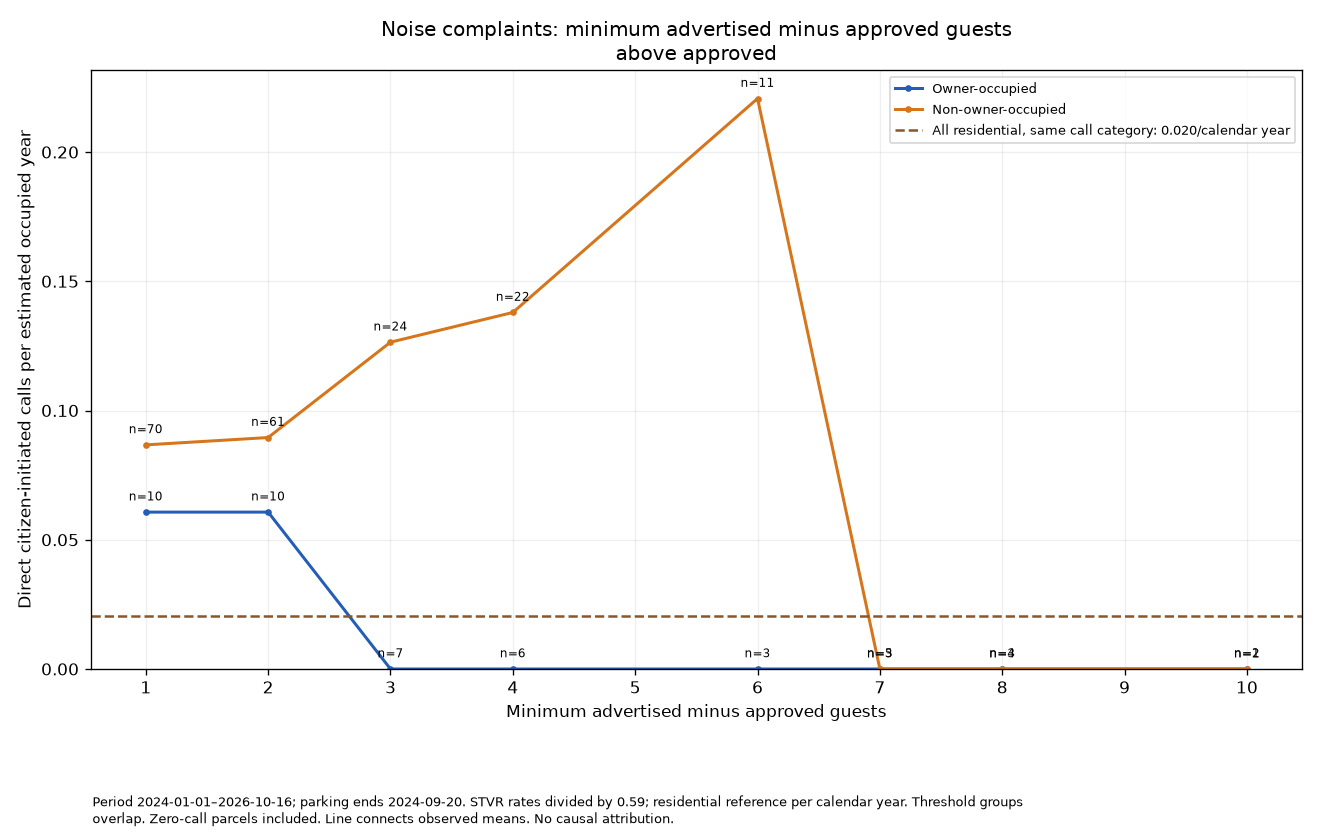 Noise complaints: minimum advertised minus approved guests
above approved
Direct citizen-initiated calls per estimated occupied year
0.20
0.15
0.10
0.05
0.00
n=11
n=22
n=24
n=61
n=70
n=10
n=10
n=7
n=6
n=3
Owner-occupied
Non-owner-occupied
All residential, same call category: 0.020/calendar year
1
2
3
4
5
6
7
8
9
10
Minimum advertised minus approved guests
Period 2024-01-01–2026-10-16; parking ends 2024-09-20. STVR rates divided by 0.59; residential reference per calendar year. Threshold groups
overlap. Zero-call parcels included. Line connects observed means. No causal attribution.